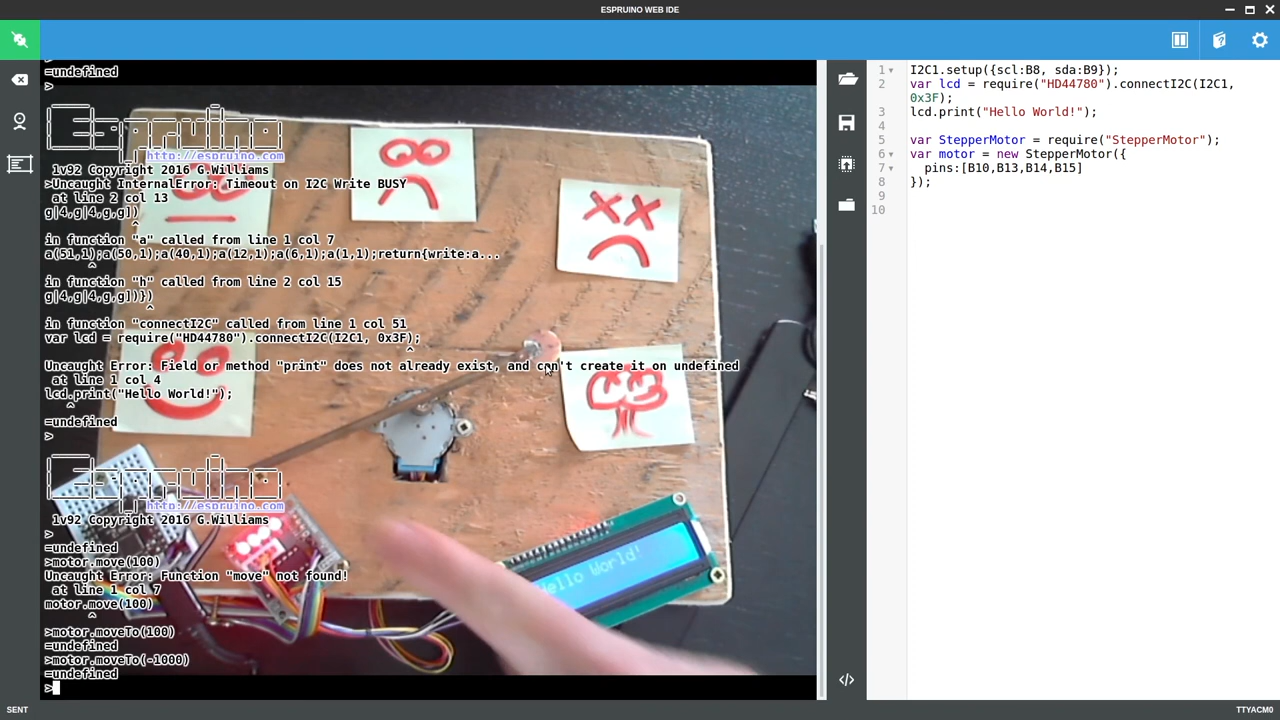 ESPRUINO WEB IDE
=undefined
>
http://espruino.com
1v92 Copyright 2016 G.Williams
>Uncaught InternalError: Timeout on I2C Write BUSY
at line 2 col 13
g|4,g|4,g,g])
^
in function "a" called from line 1 col 7
a(51,1);a(50,1);a(40,1);a(12,1);a(6,1);a(1,1);return{write:a...
^
in function "h" called from line 2 col 15
g|4,g|4,g,g])})
^
in function "connectI2C" called from line 1 col 51
var lcd = require("HD44780").connectI2C(I2C1, 0x3F);
^
Uncaught Error: Field or method "print" does not already exist, and can't create it on undefined
at line 1 col 4
lcd.print("Hello World!");
^
=undefined
>
http://espruino.com
1v92 Copyright 2016 G.Williams
>
=undefined
>motor.move(100)
Uncaught Error: Function "move" not found!
at line 1 col 7
motor.move(100)
^
>motor.moveTo(100)
=undefined
>motor.moveTo(-1000)
=undefined
>
Hello World!
1 I2C1.setup({scl:B8, sda:B9});
2 var lcd = require("HD44780").connectI2C(I2C1,
0x3F);
3 lcd.print("Hello World!");
4
5 var StepperMotor = require("StepperMotor");
6 var motor = new StepperMotor({
7 pins:[B10,B13,B14,B15]
8 });
9
10
SENT
TTYACM0